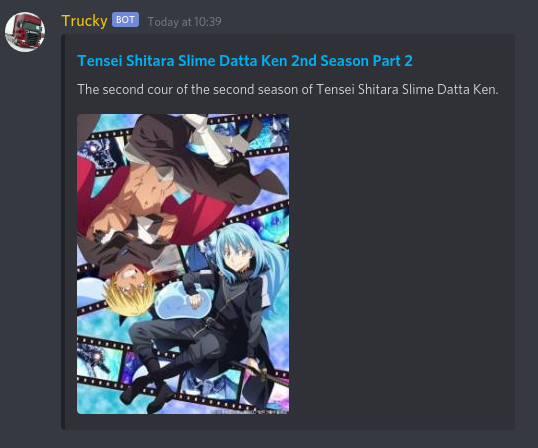 Trucky BOT Today at 10:39
Tensei Shitara Slime Datta Ken 2nd Season Part 2
The second cour of the second season of Tensei Shitara Slime Datta Ken.